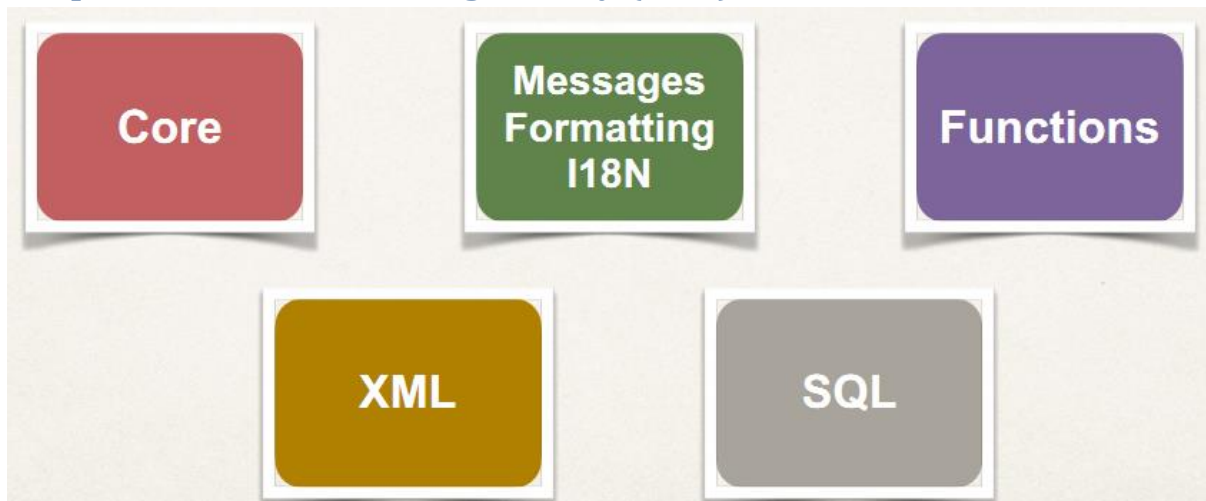 Core
Messages
Formatting
I18N
Functions
XML
SQL